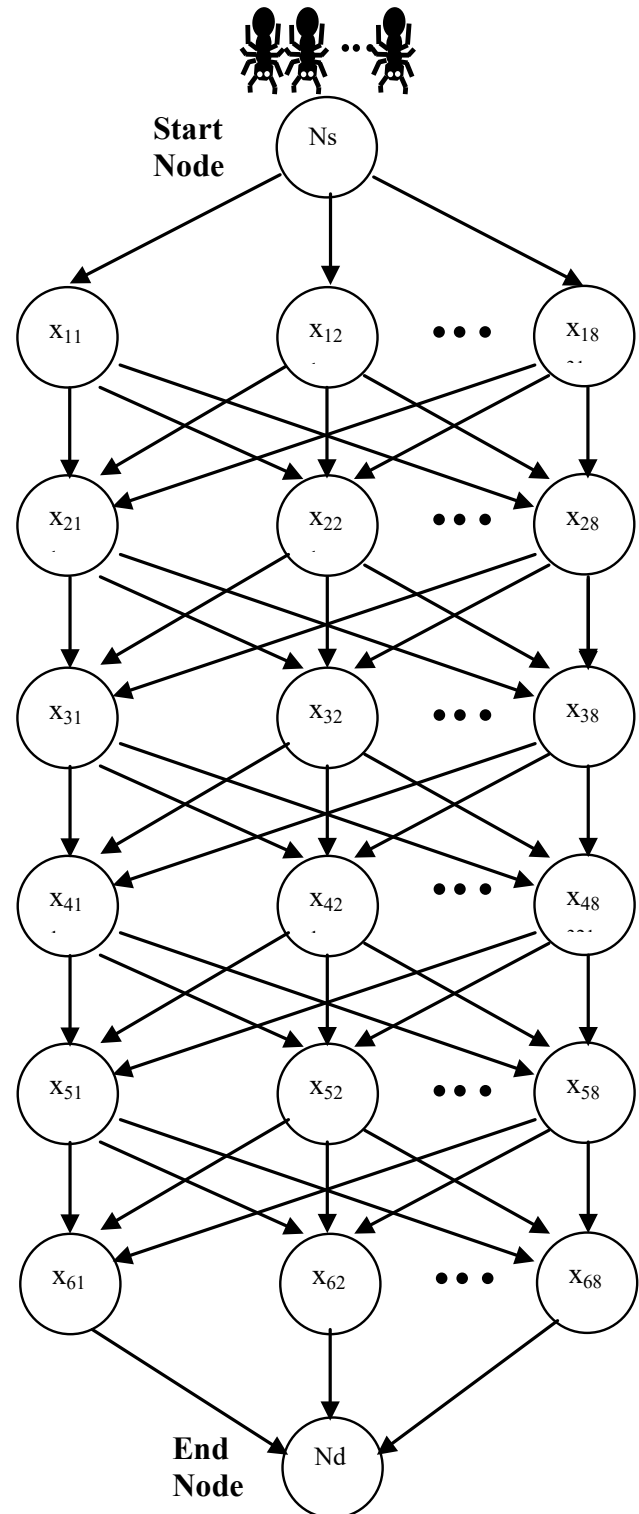 Start
Node
Ns
x₁₁ x₁₂ ••• x₁₈
x₂₁ x₂₂ ••• x₂₈
x₃₁ x₃₂ ••• x₃₈
x₄₁ x₄₂ ••• x₄₈
x₅₁ x₅₂ ••• x₅₈
x₆₁ x₆₂ ••• x₆₈
End
Node
Nd